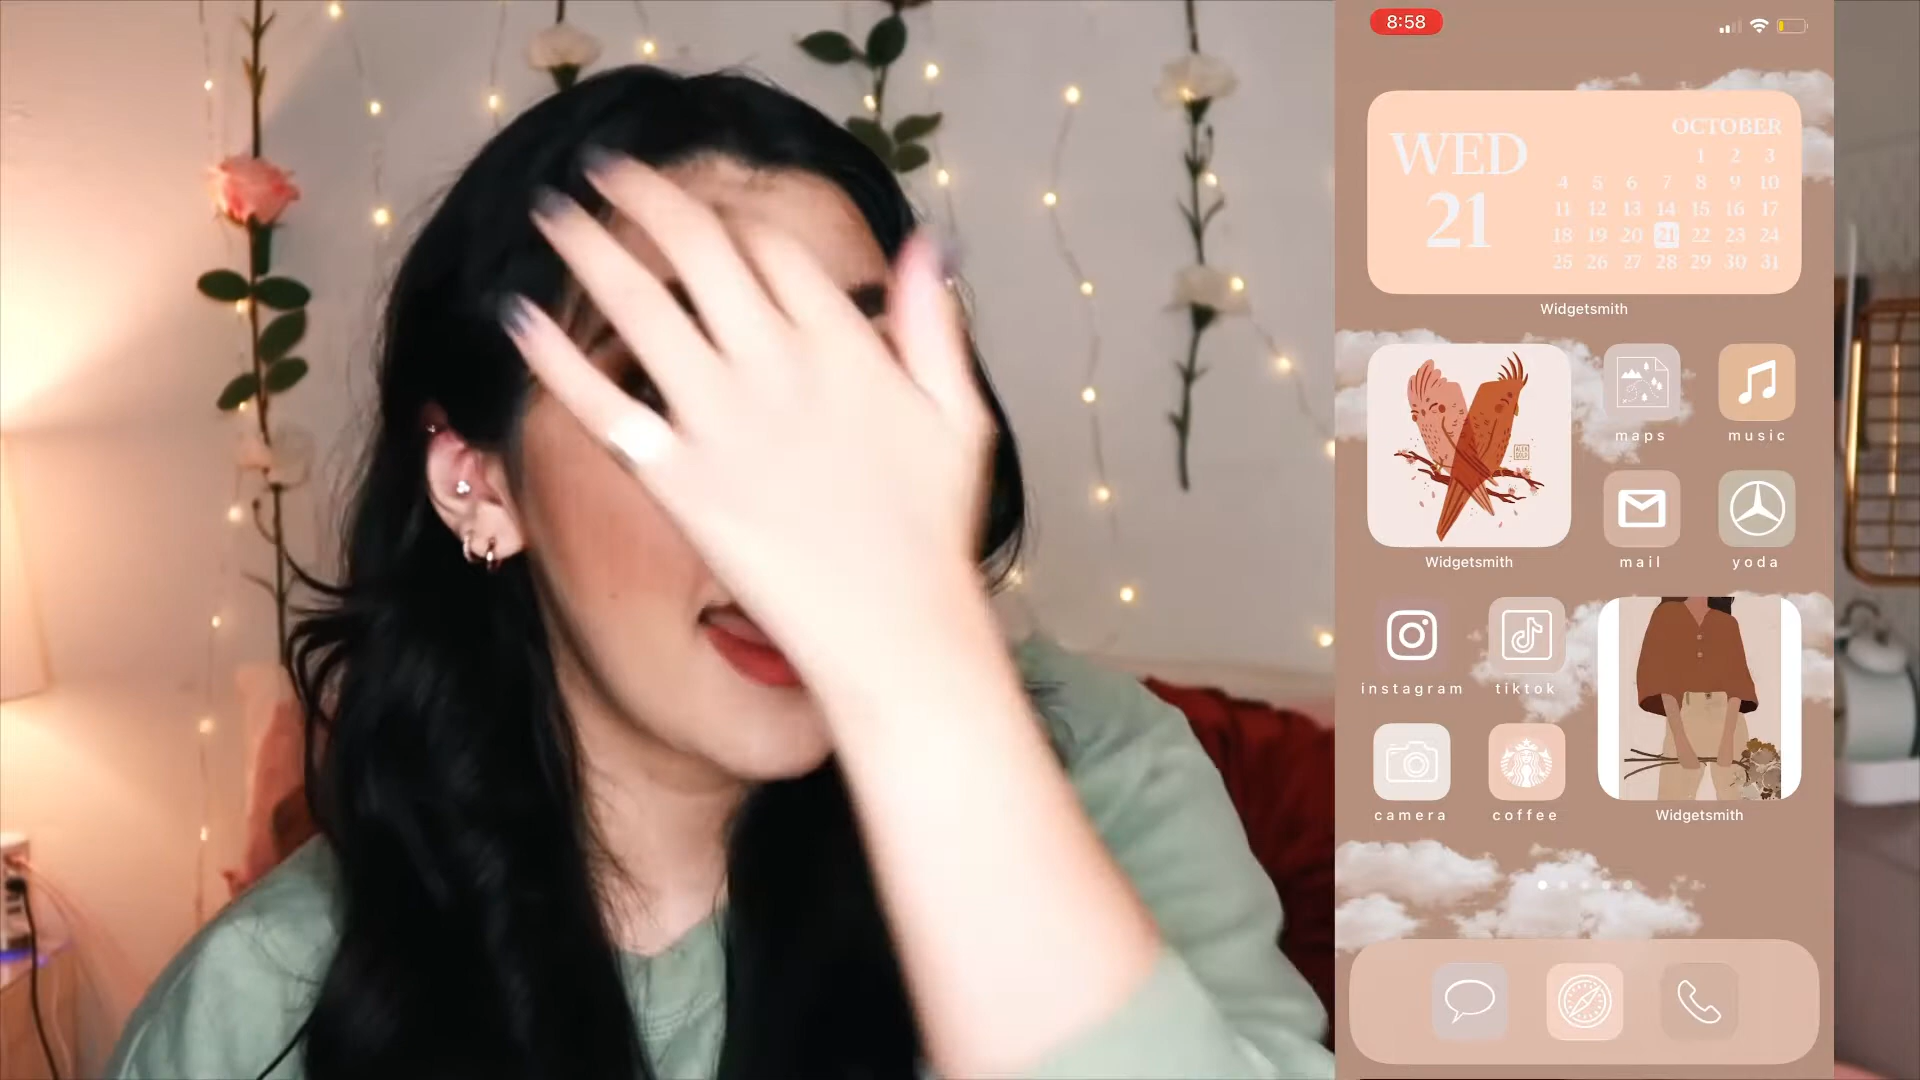 8:58
WED
21
OCTOBER
1 2 3
4 5 6 7 8 9 10
11 12 13 14 15 16 17
18 19 20 21 22 23 24
25 26 27 28 29 30 31
Widgetsmith
maps music
Widgetsmith
mail yoda
instagram tiktok
camera coffee
Widgetsmith